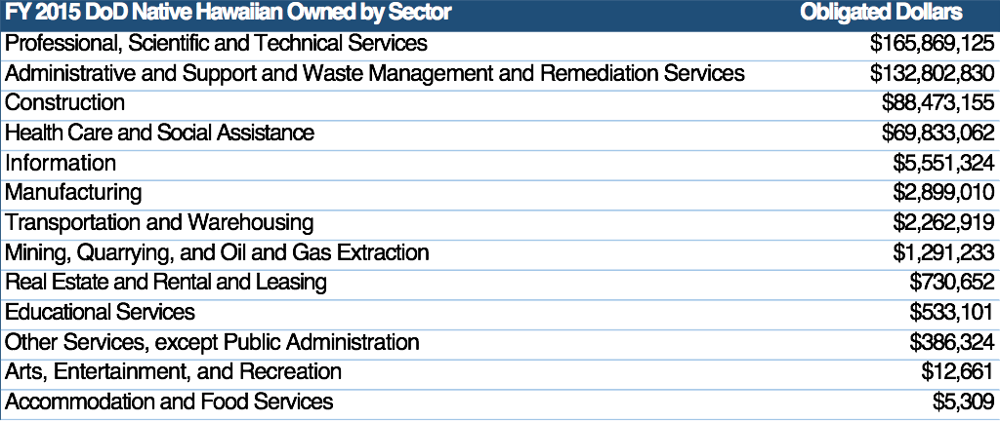 FY 2015 DoD Native Hawaiian Owned by Sector Obligated Dollars
Professional, Scientific and Technical Services $165,869,125
Administrative and Support and Waste Management and Remediation Services $132,802,830
Construction $88,473,155
Health Care and Social Assistance $69,833,062
Information $5,551,324
Manufacturing $2,899,010
Transportation and Warehousing $2,262,919
Mining, Quarrying, and Oil and Gas Extraction $1,291,233
Real Estate and Rental and Leasing $730,652
Educational Services $533,101
Other Services, except Public Administration $386,324
Arts, Entertainment, and Recreation $12,661
Accommodation and Food Services $5,309